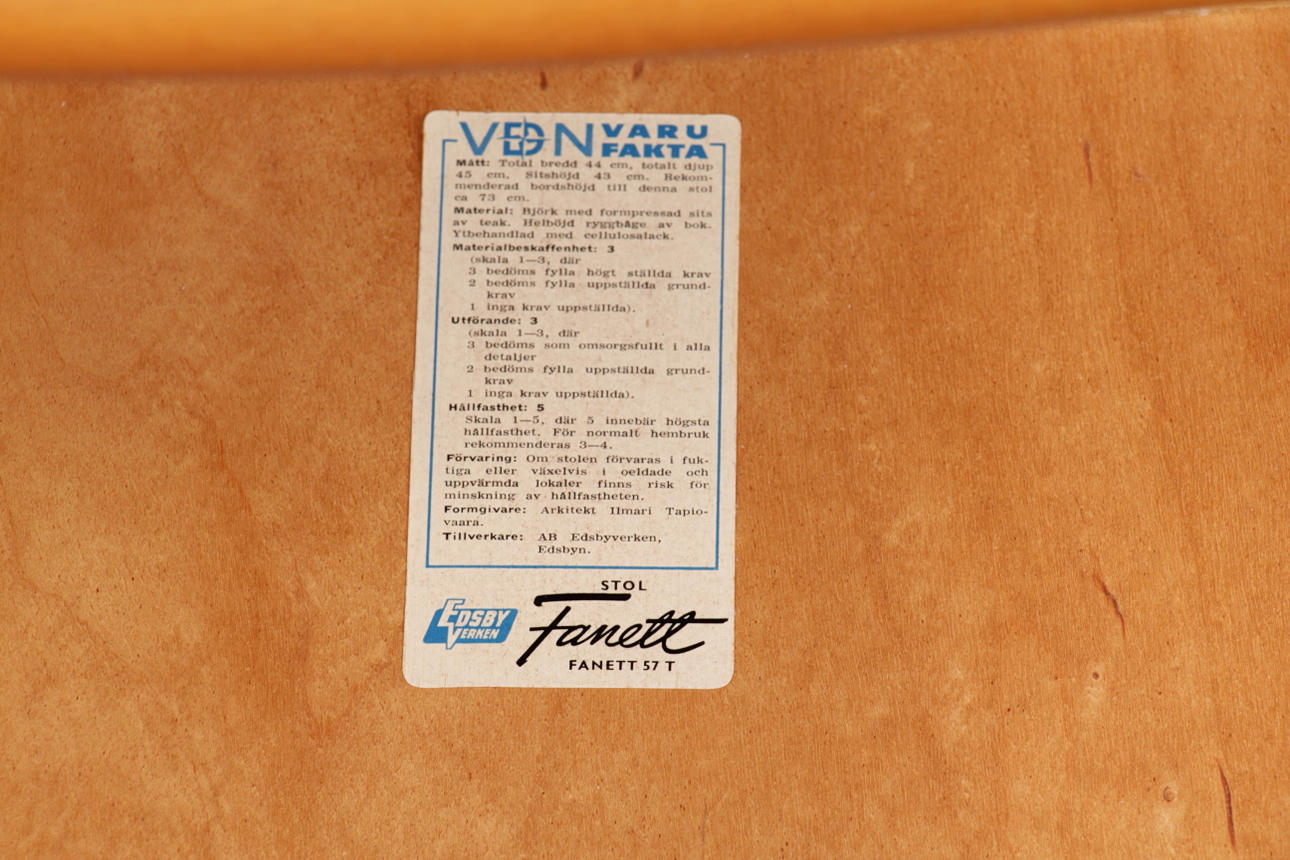 VDN VARU
FAKTA
Mått: Total bredd 44 cm, totalt djup
45 cm. Sitshöjd 43 cm. Rekom-
menderad bordshöjd till denna stol
ca 73 cm.
Material: Björk med formpressad sits
av teak. Helböjd ryggbåge av bok.
Ytbehandlad med cellulosalack.
Materialbeskaffenhet: 3
(skala 1—3, där
3 bedöms fylla högt ställda krav
2 bedöms fylla uppställda grund-
krav
1 inga krav uppställda).
Utförande: 3
(skala 1—3, där
3 bedöms som omsorgsfullt i alla
detaljer
2 bedöms fylla uppställda grund-
krav
1 inga krav uppställda).
Hållfasthet: 5
Skala 1—5, där 5 innebär högsta
hållfasthet. För normalt hembruk
rekommenderas 3—4.
Förvaring: Om stolen förvaras i fuk-
tiga eller växelvis i oeldade och
uppvärmda lokaler finns risk för
minskning av hållfastheten.
Formgivare: Arkitekt Ilmari Tapio-
vaara.
Tillverkare: AB Edsbyverken,
Edsbyn.
STOL
EDSBY
VERKEN
Fanett
FANETT 57 T